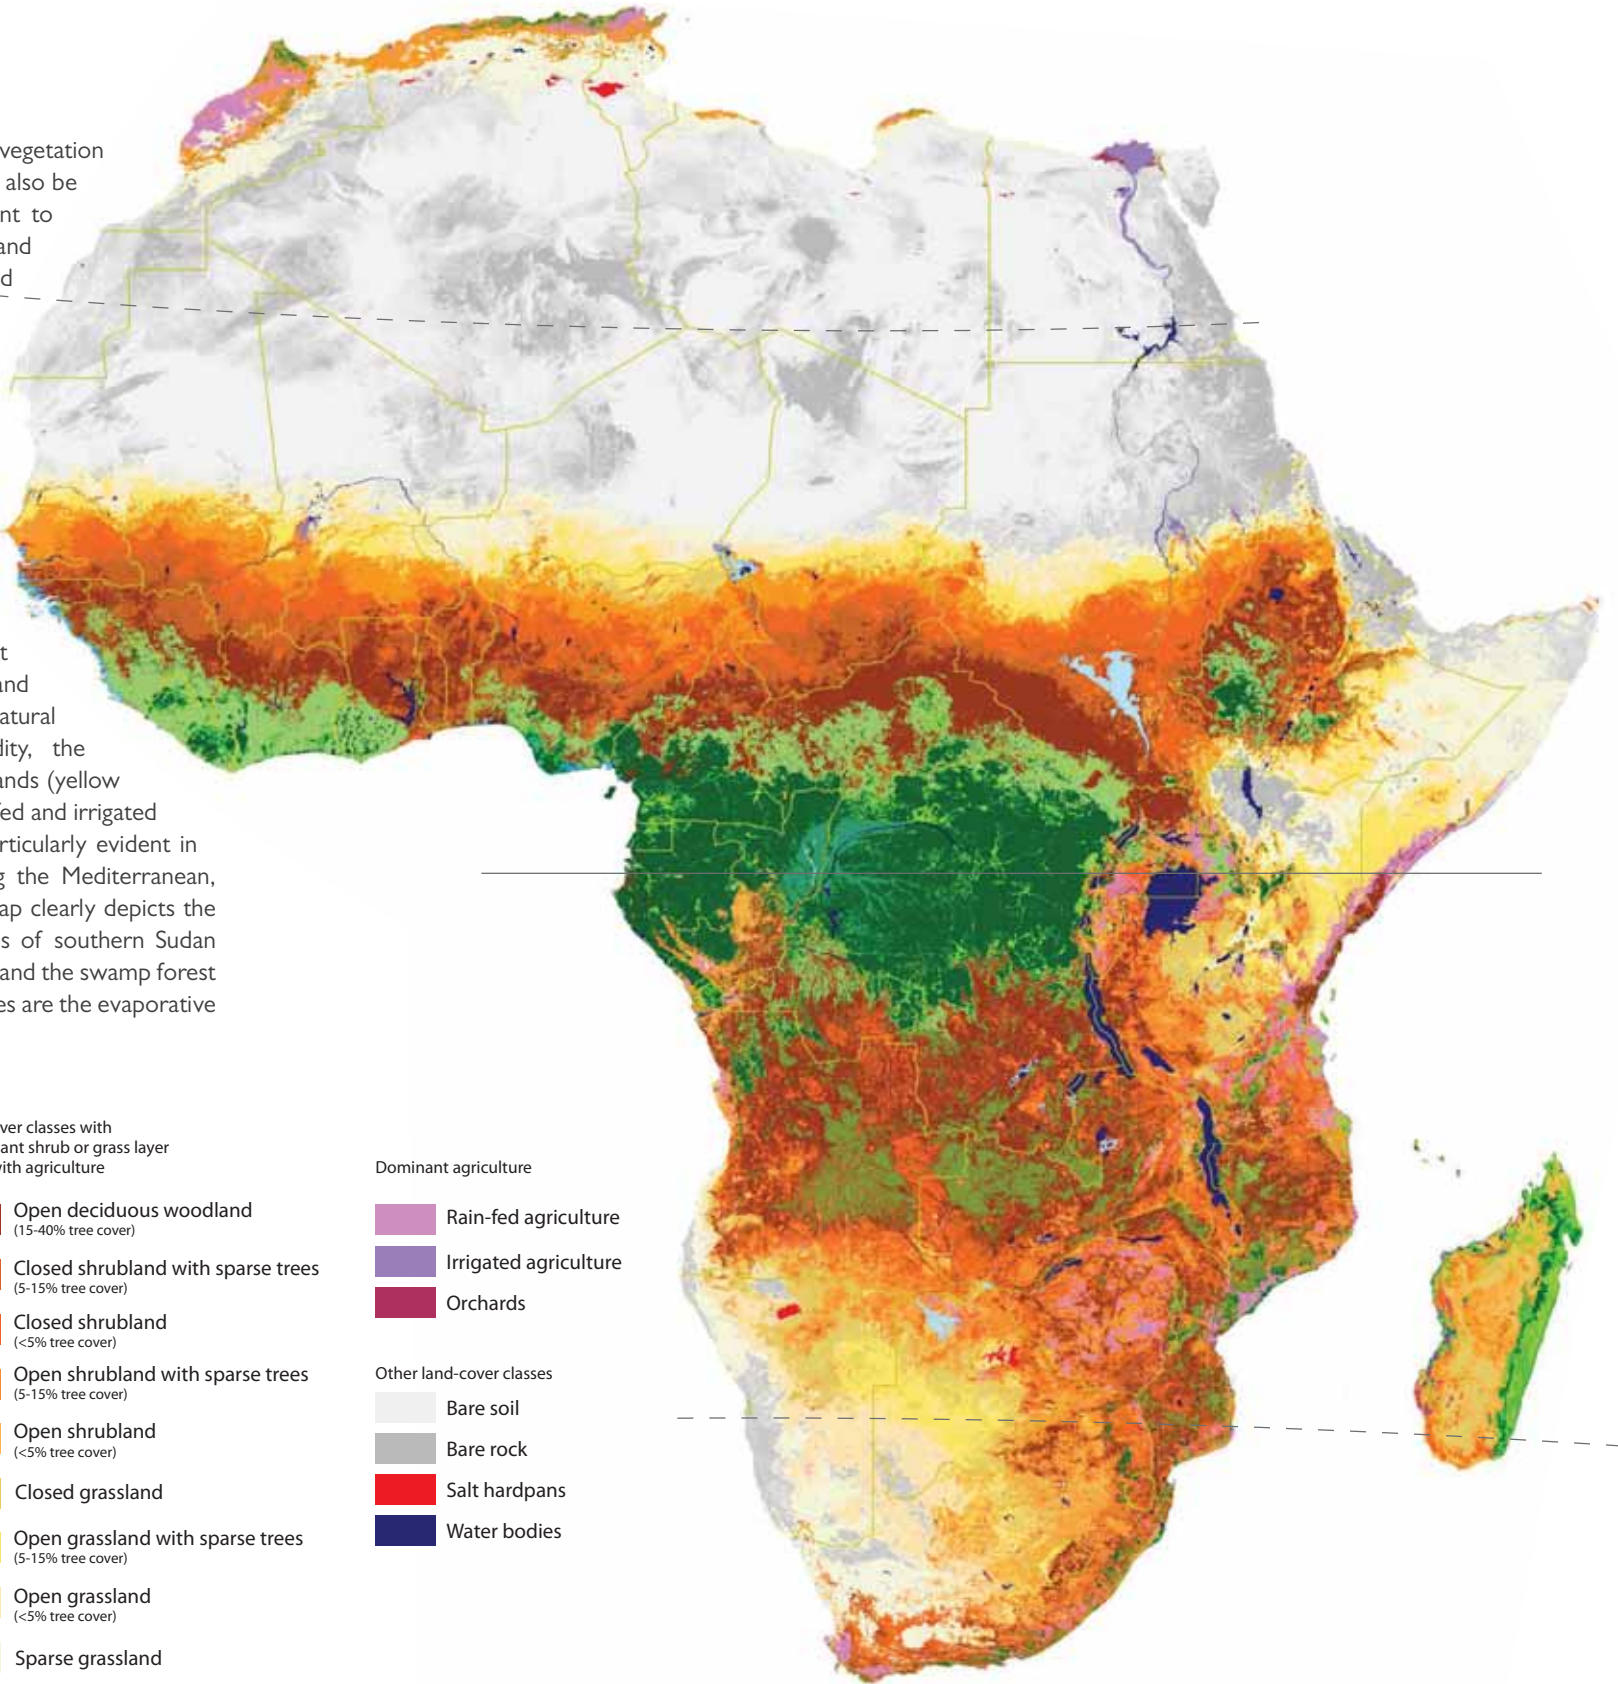 vegetation
also be
nt to
and
d
t
and
atural
dity, the
ands (yellow
fed and irrigated
articularly evident in
g the Mediterranean,
ap clearly depicts the
s of southern Sudan
and the swamp forest
es are the evaporative
ver classes with
ant shrub or grass layer
with agriculture
Open deciduous woodland
(15-40% tree cover)
Closed shrubland with sparse trees
(5-15% tree cover)
Closed shrubland
(<5% tree cover)
Open shrubland with sparse trees
(5-15% tree cover)
Open shrubland
(<5% tree cover)
Closed grassland
Open grassland with sparse trees
(5-15% tree cover)
Open grassland
(<5% tree cover)
Sparse grassland
Dominant agriculture
Rain-fed agriculture
Irrigated agriculture
Orchards
Other land-cover classes
Bare soil
Bare rock
Salt hardpans
Water bodies